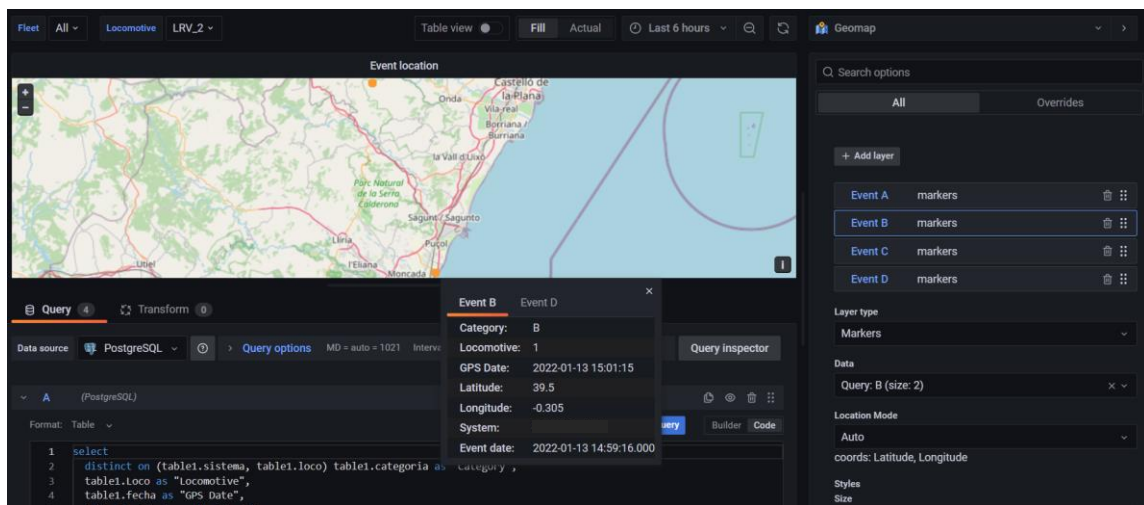 Fleet All Locomotive LRV_2 Table view Fill Actual Last 6 hours Geomap
Event location
Search options
All Overrides
+ Add layer
Event A markers
Event B markers
Event C markers
Event D markers
Layer type
Markers
Data
Query: B (size: 2)
Location Mode
Auto
coords: Latitude, Longitude
Styles
Size
+
-
Castelló de
la Plana
Onda
Vila-real
Borriana /
Burriana
la Vall d'Uixó
Parc Natural
de la Serra
Calderona
Sagunt / Sagunto
Llíria
Puçol
Utiel
l'Eliana
Moncada
i
Query 4 Transform 0
Data source PostgreSQL Query options MD = auto = 1021 Query inspector
Event B Event D
Category: B
Locomotive: 1
GPS Date: 2022-01-13 15:01:15
Latitude: 39.5
Longitude: -0.305
System:
Event date: 2022-01-13 14:59:16.000
A (PostgreSQL)
Format: Table Builder Code
1 select
2 distinct on (table1.sistema, table1.loco) table1.categoria as "Category",
3 table1.Loco as "Locomotive",
4 table1.fecha as "GPS Date",